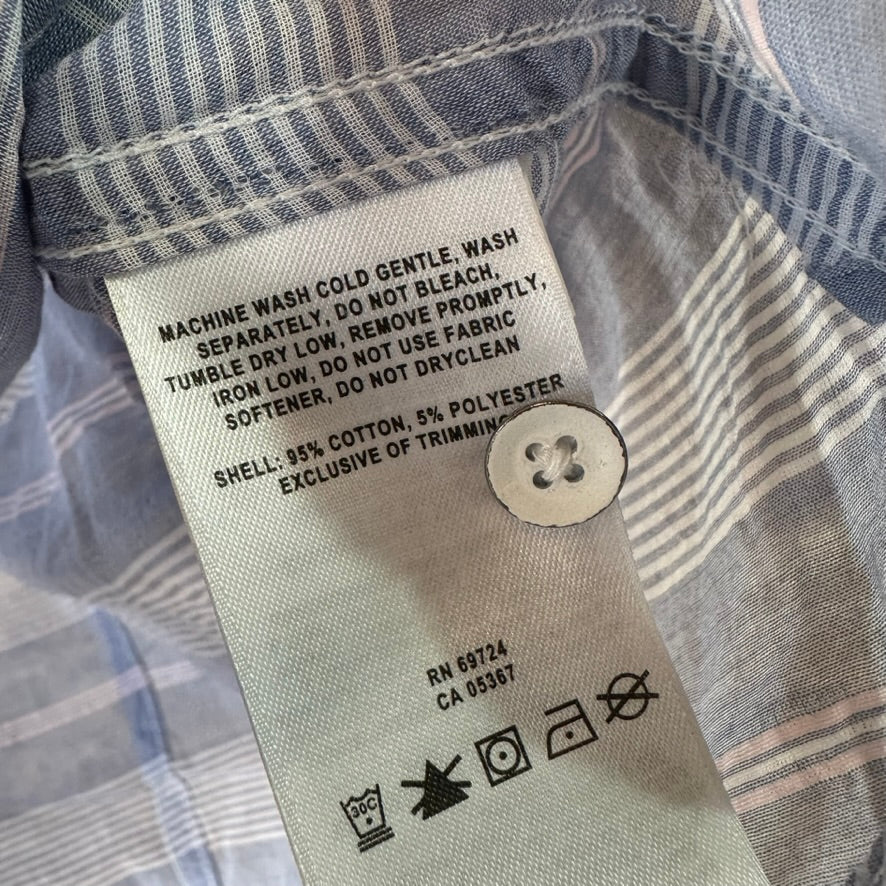 MACHINE WASH COLD GENTLE, WASH
SEPARATELY, DO NOT BLEACH,
TUMBLE DRY LOW, REMOVE PROMPTLY,
IRON LOW, DO NOT USE FABRIC
SOFTENER, DO NOT DRYCLEAN
SHELL: 95% COTTON, 5% POLYESTER
EXCLUSIVE OF
RN 69724
CA 05367
30C